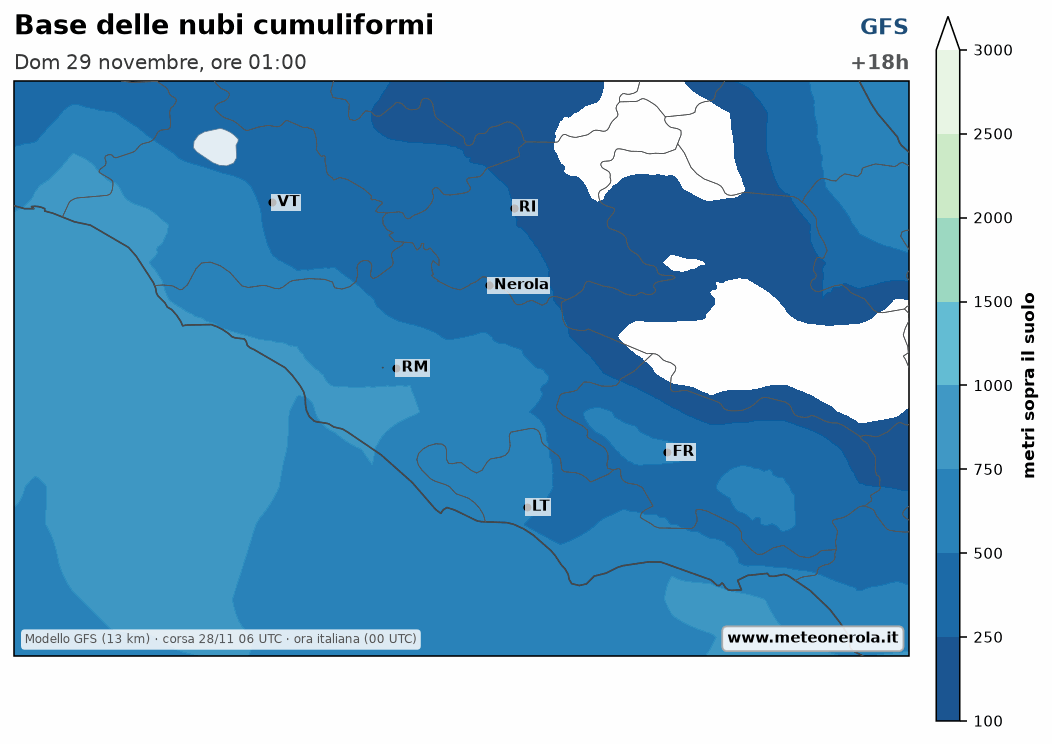 Base delle nubi cumuliformi
GFS
Dom 29 novembre, ore 01:00
+18h
3000
2500
2000
1500
1000
750
500
250
100
metri sopra il suolo
VT
RI
Nerola
RM
FR
LT
Modello GFS (13 km) · corsa 28/11 06 UTC · ora italiana (00 UTC)
www.meteonerola.it